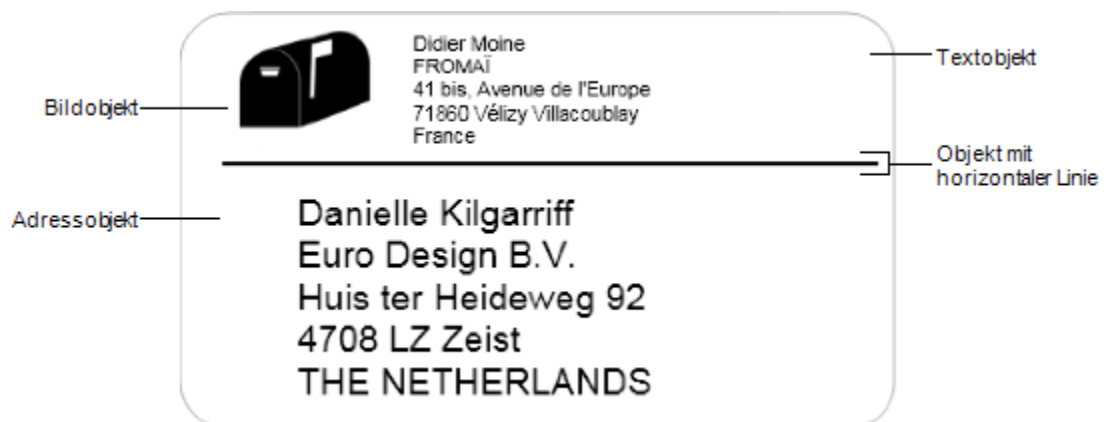 Didier Moine
FROMAÏ
41 bis, Avenue de l'Europe
71860 Vélizy Villacoublay
France
Textobjekt
Bildobjekt
Objekt mit
horizontaler Linie
Adressobjekt
Danielle Kilgarriff
Euro Design B.V.
Huis ter Heideweg 92
4708 LZ Zeist
THE NETHERLANDS